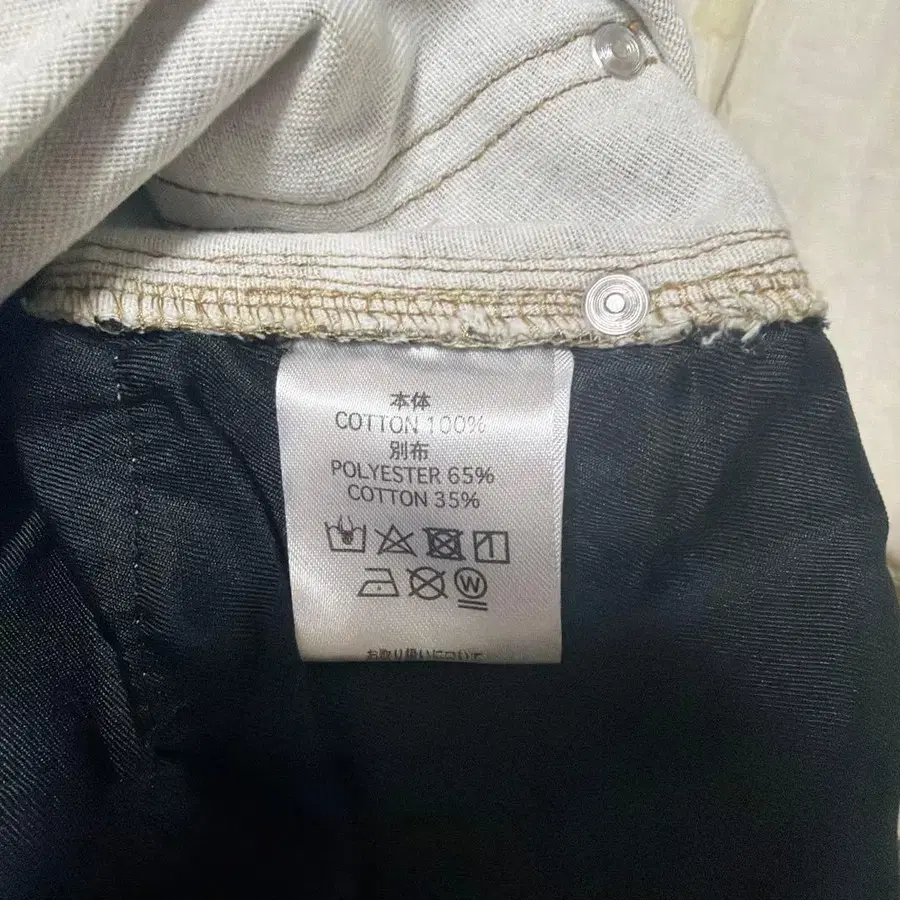 本体
COTTON 100%
別布
POLYESTER 65%
COTTON 35%
W
お取り扱いについて